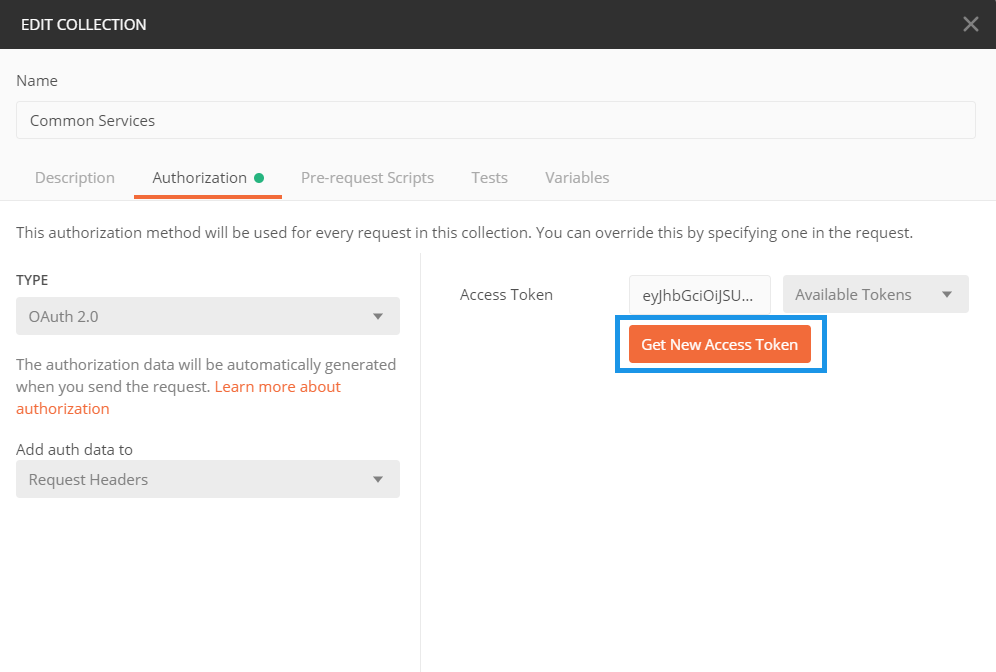 EDIT COLLECTION
Name
Common Services
Description
Authorization
Pre-request Scripts
Tests
Variables
This authorization method will be used for every request in this collection. You can override this by specifying one in the request.
TYPE
OAuth 2.0
The authorization data will be automatically generated
when you send the request. Learn more about
authorization
Add auth data to
Request Headers
Access Token
eyJhbGciOiJSU...
Available Tokens
Get New Access Token